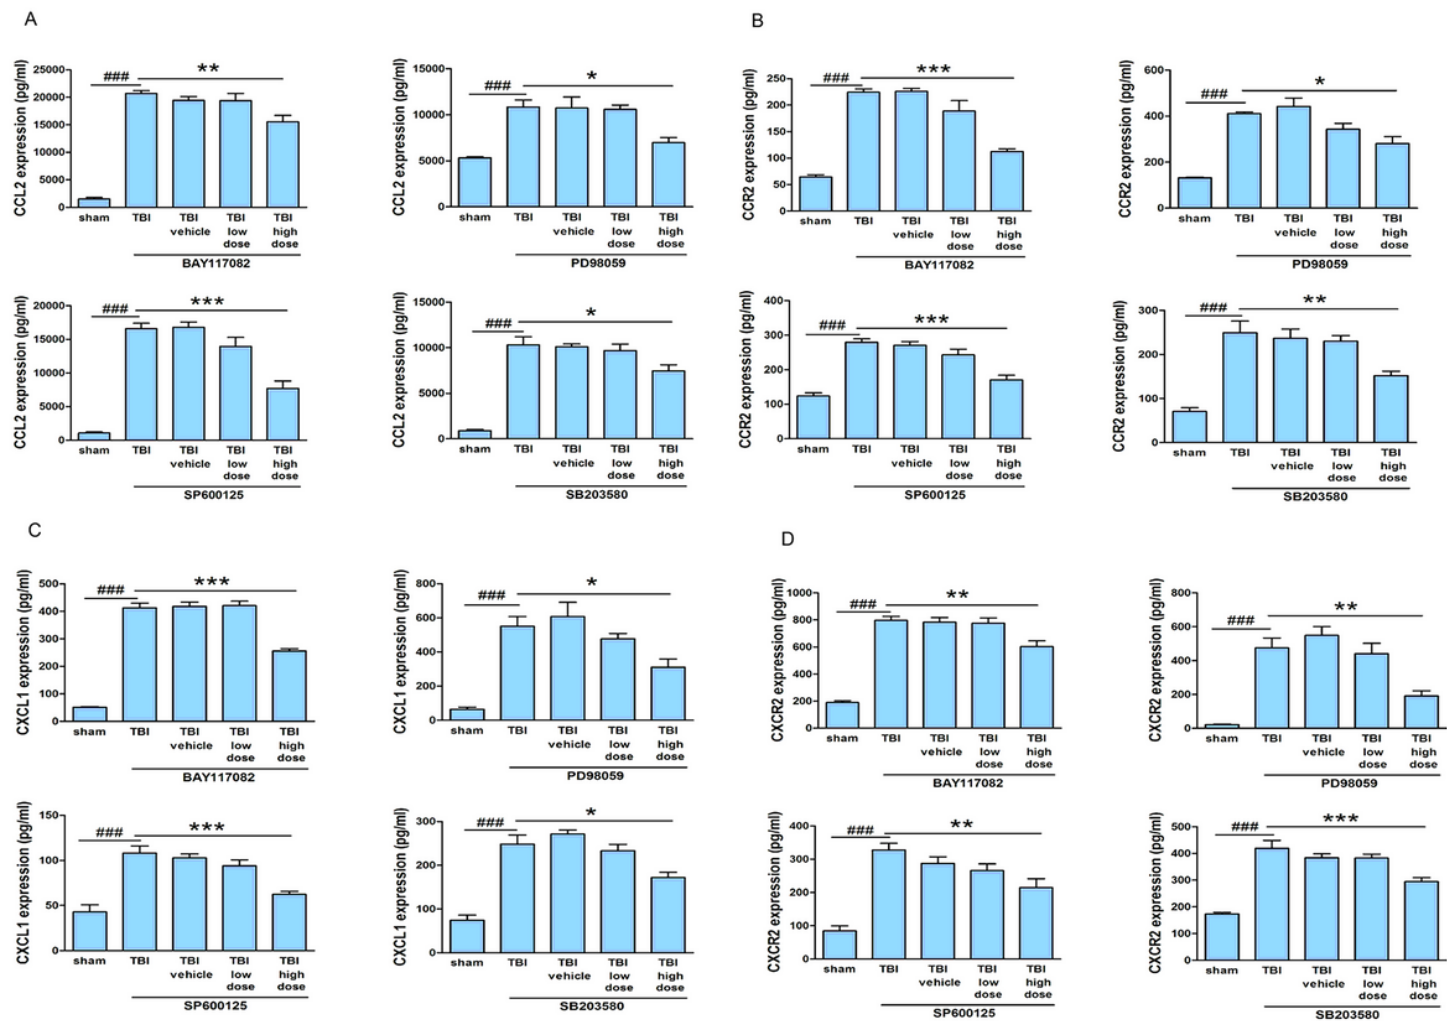 A
CCL2 expression (pg/ml)
25000
20000
15000
10000
5000
0
###
**
sham
TBI
TBI
TBI
TBI
vehicle
low
high
dose
dose
BAY117082
CCL2 expression (pg/ml)
15000
10000
5000
0
###
*
sham
TBI
TBI
TBI
TBI
vehicle
low
high
dose
dose
PD98059
CCL2 expression (pg/ml)
20000
15000
10000
5000
0
###
***
sham
TBI
TBI
TBI
TBI
vehicle
low
high
dose
dose
SP600125
CCL2 expression (pg/ml)
15000
10000
5000
0
###
*
sham
TBI
TBI
TBI
TBI
vehicle
low
high
dose
dose
SB203580
B
CCR2 expression (pg/ml)
250
200
150
100
50
0
###
***
sham
TBI
TBI
TBI
TBI
vehicle
low
high
dose
dose
BAY117082
CCR2 expression (pg/ml)
600
400
200
0
###
*
sham
TBI
TBI
TBI
TBI
vehicle
low
high
dose
dose
PD98059
CCR2 expression (pg/ml)
400
300
200
100
0
###
***
sham
TBI
TBI
TBI
TBI
vehicle
low
high
dose
dose
SP600125
CCR2 expression (pg/ml)
300
200
100
0
###
**
sham
TBI
TBI
TBI
TBI
vehicle
low
high
dose
dose
SB203580
C
CXCL1 expression (pg/ml)
500
400
300
200
100
0
###
***
sham
TBI
TBI
TBI
TBI
vehicle
low
high
dose
dose
BAY117082
CXCL1 expression (pg/ml)
800
600
400
200
0
###
*
sham
TBI
TBI
TBI
TBI
vehicle
low
high
dose
dose
PD98059
CXCL1 expression (pg/ml)
150
100
50
0
###
***
sham
TBI
TBI
TBI
TBI
vehicle
low
high
dose
dose
SP600125
CXCL1 expression (pg/ml)
300
200
100
0
###
*
sham
TBI
TBI
TBI
TBI
vehicle
low
high
dose
dose
SB203580
D
CXCR2 expression (pg/ml)
1000
800
600
400
200
0
###
**
sham
TBI
TBI
TBI
TBI
vehicle
low
high
dose
dose
BAY117082
CXCR2 expression (pg/ml)
800
600
400
200
0
###
**
sham
TBI
TBI
TBI
TBI
vehicle
low
high
dose
dose
PD98059
CXCR2 expression (pg/ml)
400
300
200
100
0
###
**
sham
TBI
TBI
TBI
TBI
vehicle
low
high
dose
dose
SP600125
CXCR2 expression (pg/ml)
500
400
300
200
100
0
###
***
sham
TBI
TBI
TBI
TBI
vehicle
low
high
dose
dose
SB203580